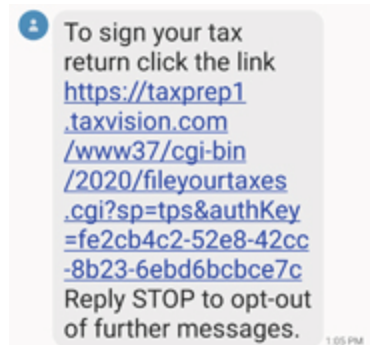 To sign your tax
return click the link
https://taxprep1
.taxvision.com
/www37/cgi-bin
/2020/fileyourtaxes
.cgi?sp=tps&authKey
=fe2cb4c2-52e8-42cc
-8b23-6ebd6bcbce7c
Reply STOP to opt-out
of further messages.
1:05 PM